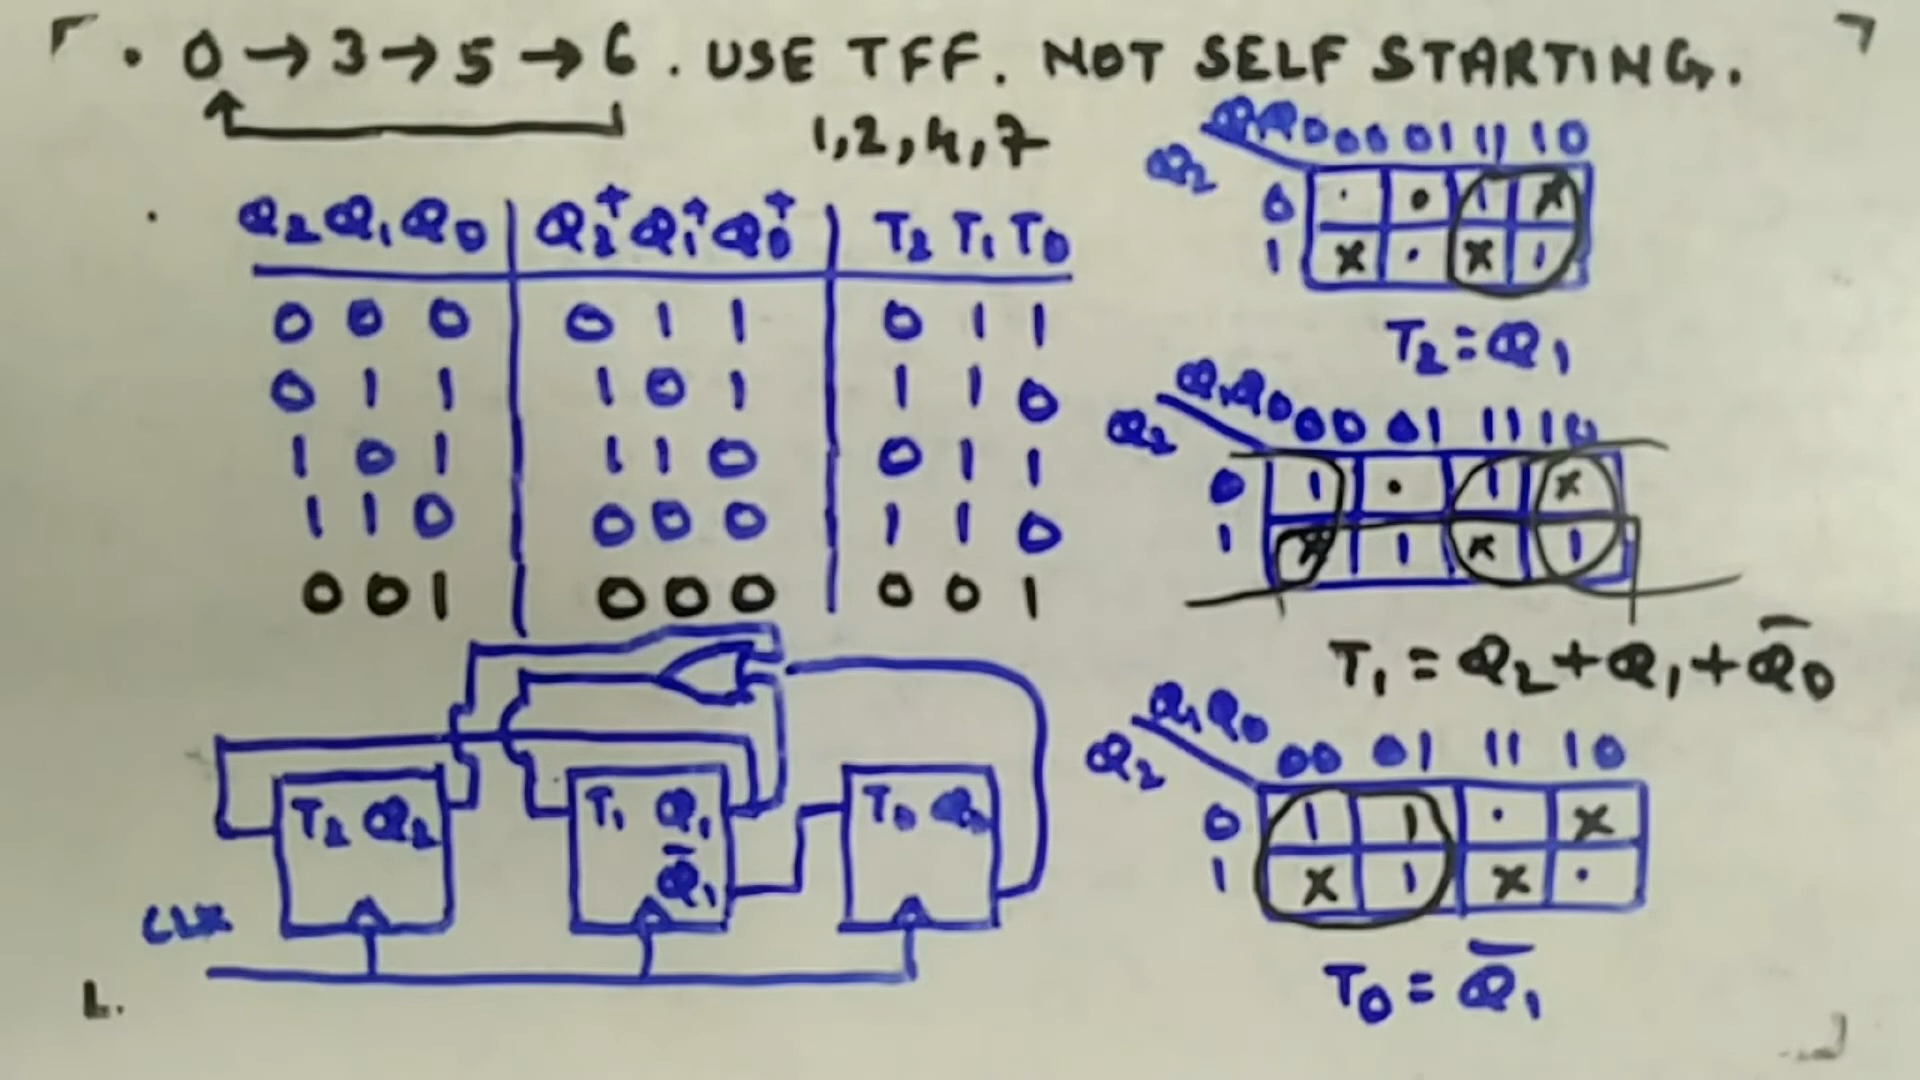 . 0 → 3 → 5 → 6 . USE TFF. NOT SELF STARTING.
1,2,4,7
Q2 Q1 Q0 | Q2+ Q1+ Q0+ | T2 T1 T0
0 0 0 | 0 1 1 | 0 1 1
0 1 1 | 1 0 1 | 1 1 0
1 0 1 | 1 1 0 | 0 1 1
1 1 0 | 0 0 0 | 1 1 0
0 0 1 | 0 0 0 | 0 0 1
Q1Q0 00 01 11 10
Q2
0 . . 1 x
1 x . x 1
T2 = Q1
Q1Q0 00 01 11 10
Q2
0 1 . 1 x
1 x 1 x 1
T1 = Q2 + Q1 + Q̅0
Q1Q0 00 01 11 10
Q2
0 1 1 . x
1 x 1 x .
T0 = Q̅1
T2 Q2
T1 Q1
Q̅1
T0 Q0
CLK